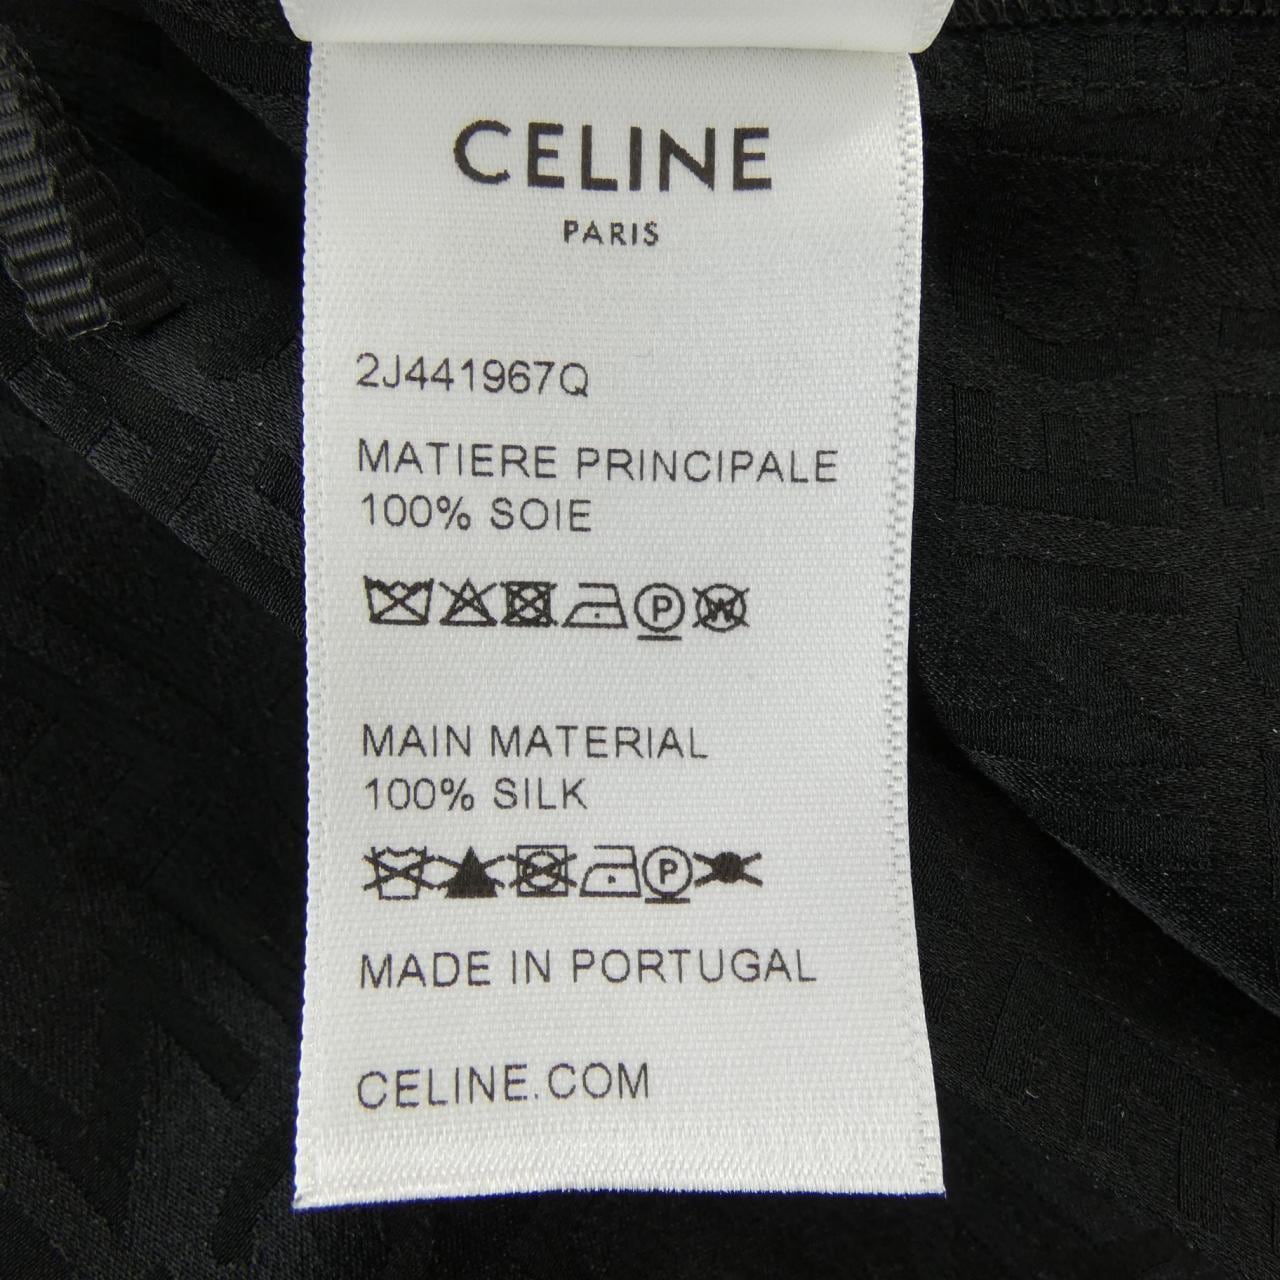 CELINE
PARIS
2J441967Q
MATIERE PRINCIPALE
100% SOIE
P W
MAIN MATERIAL
100% SILK
P
MADE IN PORTUGAL
CELINE.COM